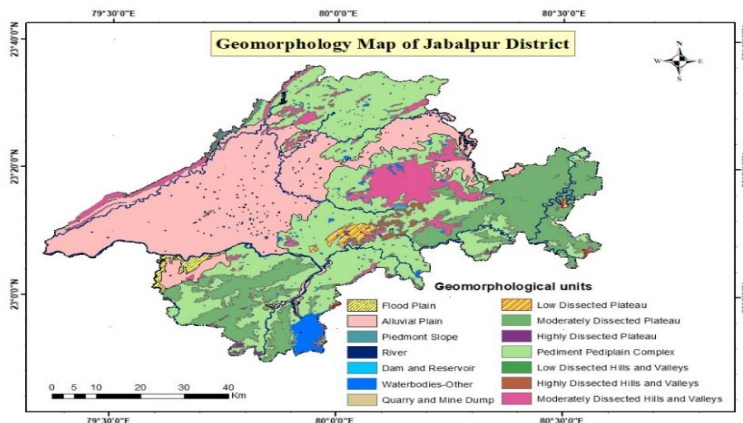 79°30'0"E 80°0'0"E 80°30'0"E
Geomorphology Map of Jabalpur District
N
W E
S
23°40'N
23°20'N
23°0'N
Geomorphological units
Flood Plain
Alluvial Plain
Piedmont Slope
River
Dam and Reservoir
Waterbodies-Other
Quarry and Mine Dump
Low Dissected Plateau
Moderately Dissected Plateau
Highly Dissected Plateau
Pediment Pediplain Complex
Low Dissected Hills and Valleys
Highly Dissected Hills and Valleys
Moderately Dissected Hills and Valleys
0 5 10 20 30 40
Km
79°30'0"E 80°0'0"E 80°30'0"E